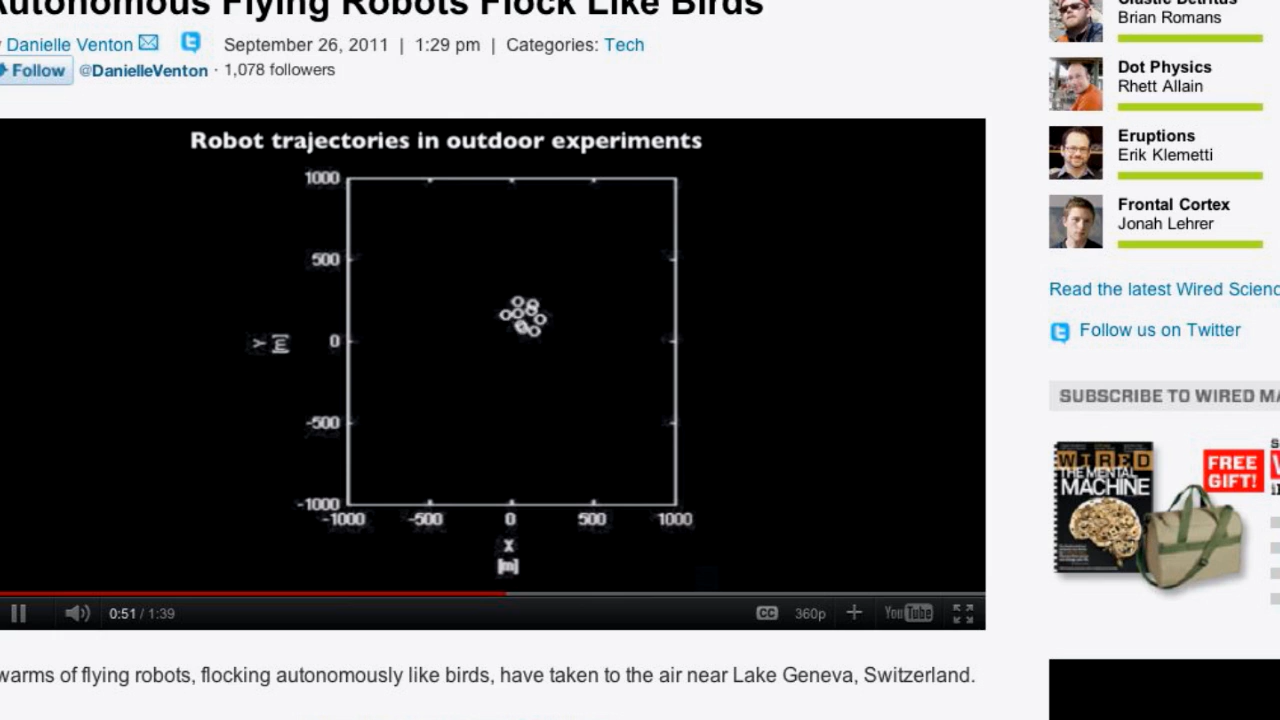 Autonomous Flying Robots Flock Like Birds
Danielle Venton
September 26, 2011 | 1:29 pm | Categories: Tech
Follow @DanielleVenton · 1,078 followers
Robot trajectories in outdoor experiments
1000
500
0
-500
-1000
Y
[m]
-1000 -500 0 500 1000
X
[m]
0:51 / 1:39
CC 360p YouTube
warms of flying robots, flocking autonomously like birds, have taken to the air near Lake Geneva, Switzerland.
Brian Romans
Dot Physics
Rhett Allain
Eruptions
Erik Klemetti
Frontal Cortex
Jonah Lehrer
Read the latest Wired Scienc
Follow us on Twitter
SUBSCRIBE TO WIRED MA
WIRED
THE MENTAL
MACHINE
FREE
GIFT!